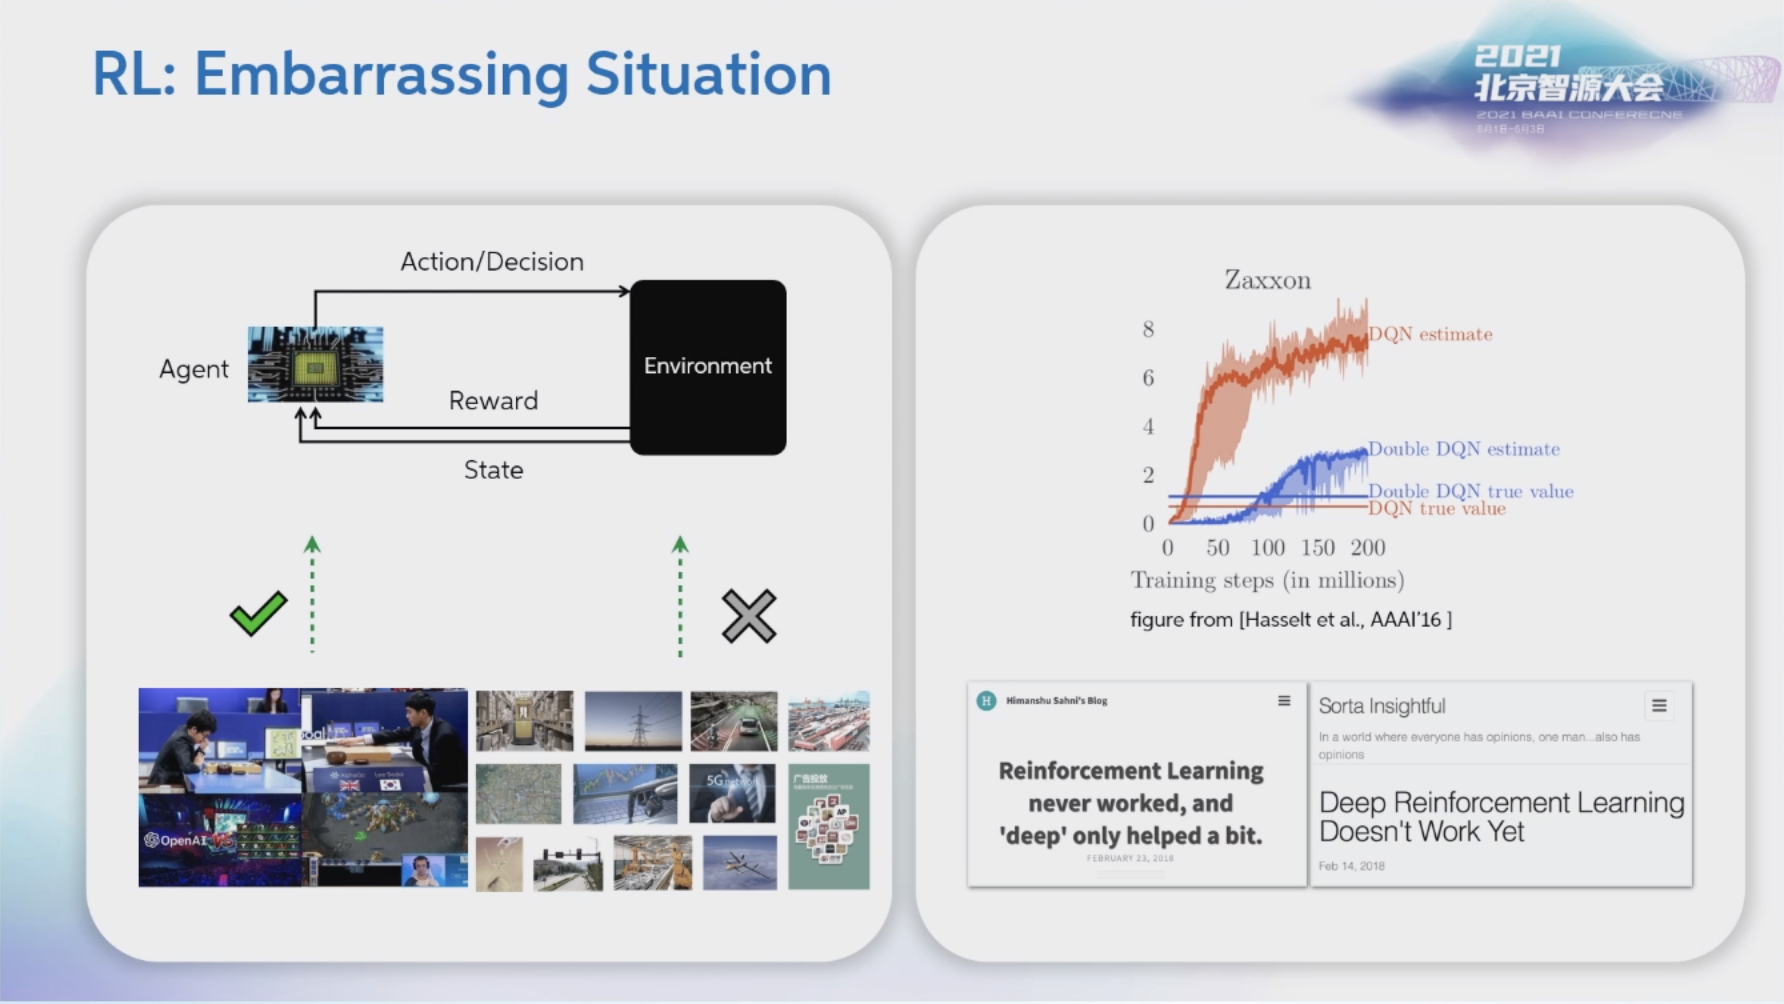 RL: Embarrassing Situation
2021
北京智源大会
2021 BAAI CONFERECNE
6月1日-6月3日
Action/Decision
Agent
Environment
Reward
State
OpenAI
5G network
广告投放
Zaxxon
8
6
4
2
0
DQN estimate
Double DQN estimate
Double DQN true value
DQN true value
0 50 100 150 200
Training steps (in millions)
figure from [Hasselt et al., AAAI'16 ]
H Himanshu Sahni's Blog
Reinforcement Learning
never worked, and
'deep' only helped a bit.
FEBRUARY 23, 2018
Sorta Insightful
In a world where everyone has opinions, one man...also has
opinions
Deep Reinforcement Learning
Doesn't Work Yet
Feb 14, 2018